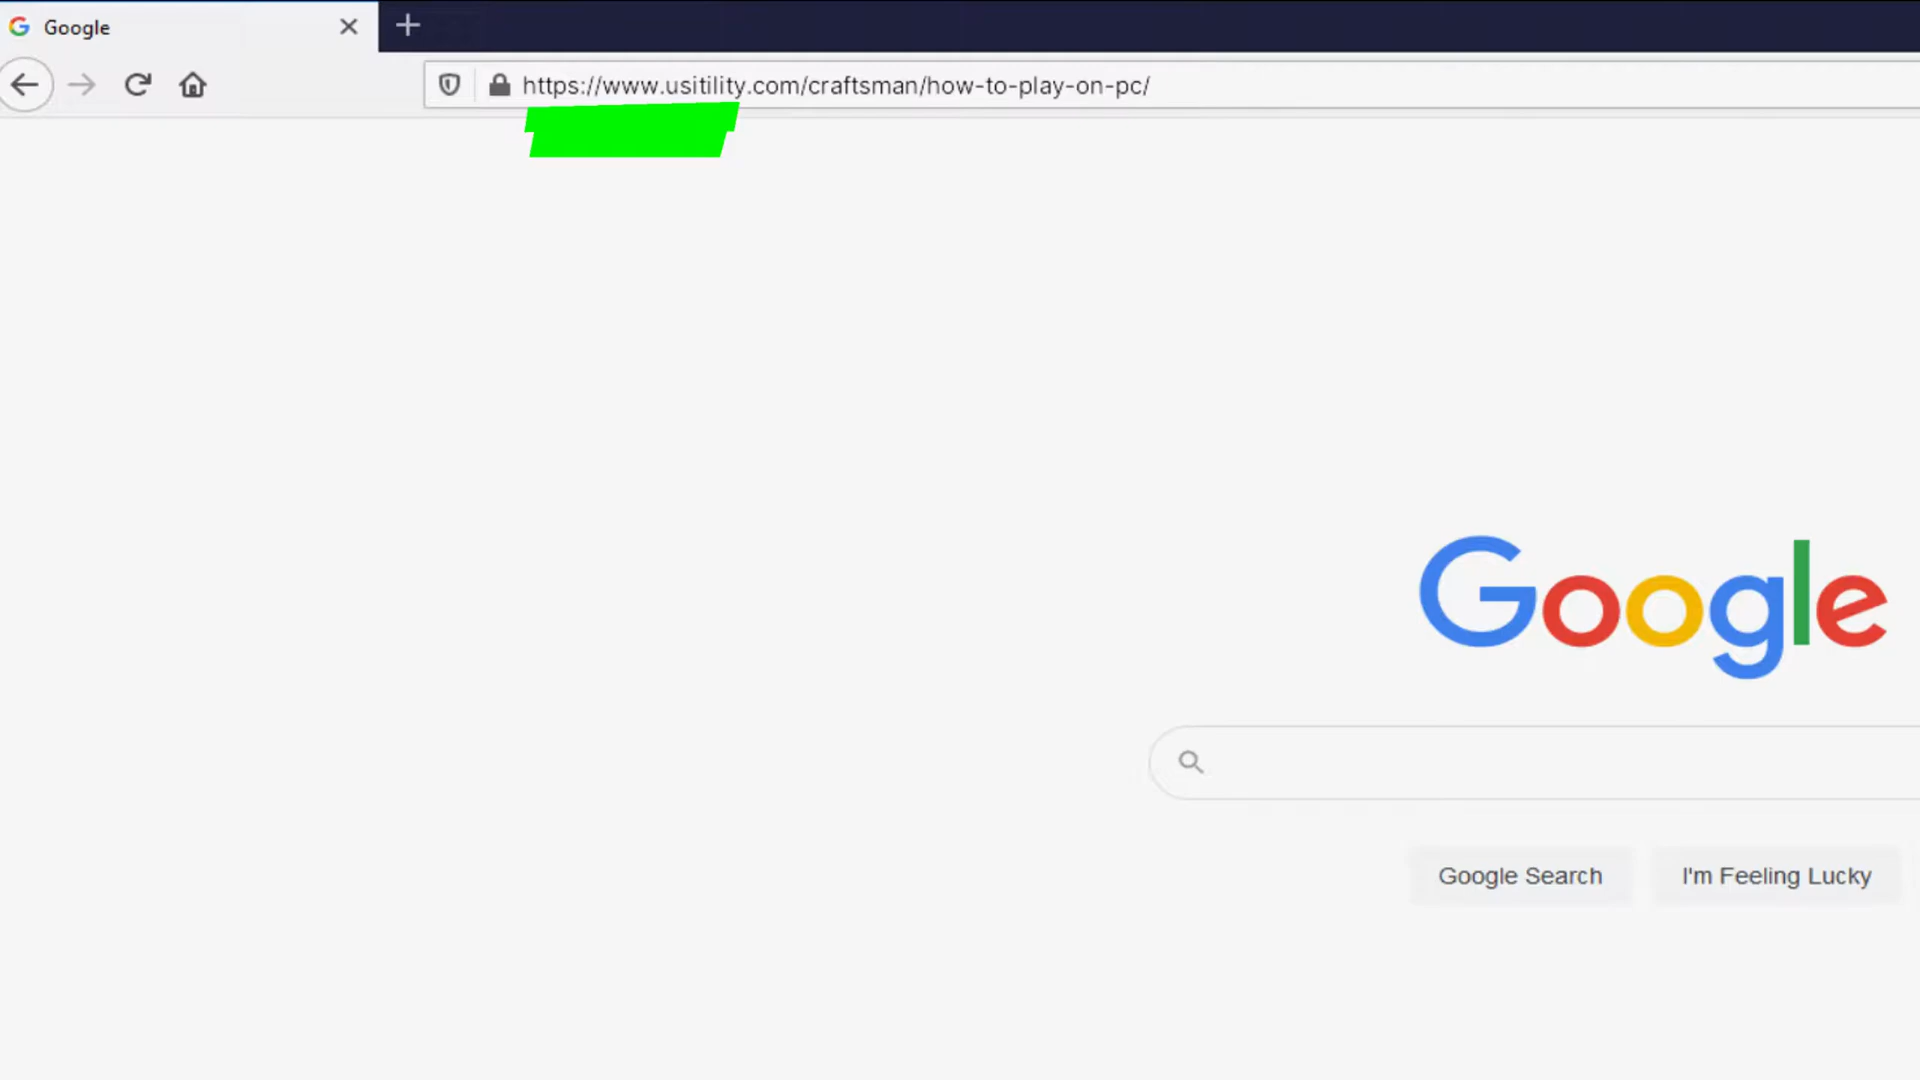 Google
https://www.usitility.com/craftsman/how-to-play-on-pc/
Google
Google Search
I'm Feeling Lucky